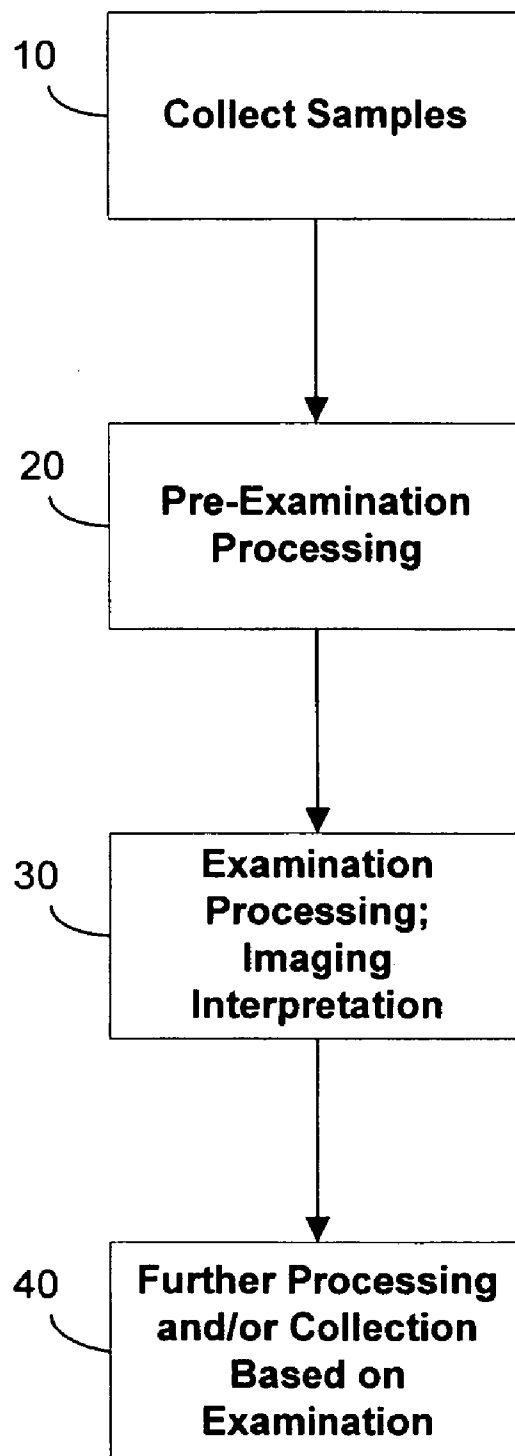 10
Collect Samples
20
Pre-Examination
Processing
30
Examination
Processing;
Imaging
Interpretation
40
Further Processing
and/or Collection
Based on
Examination